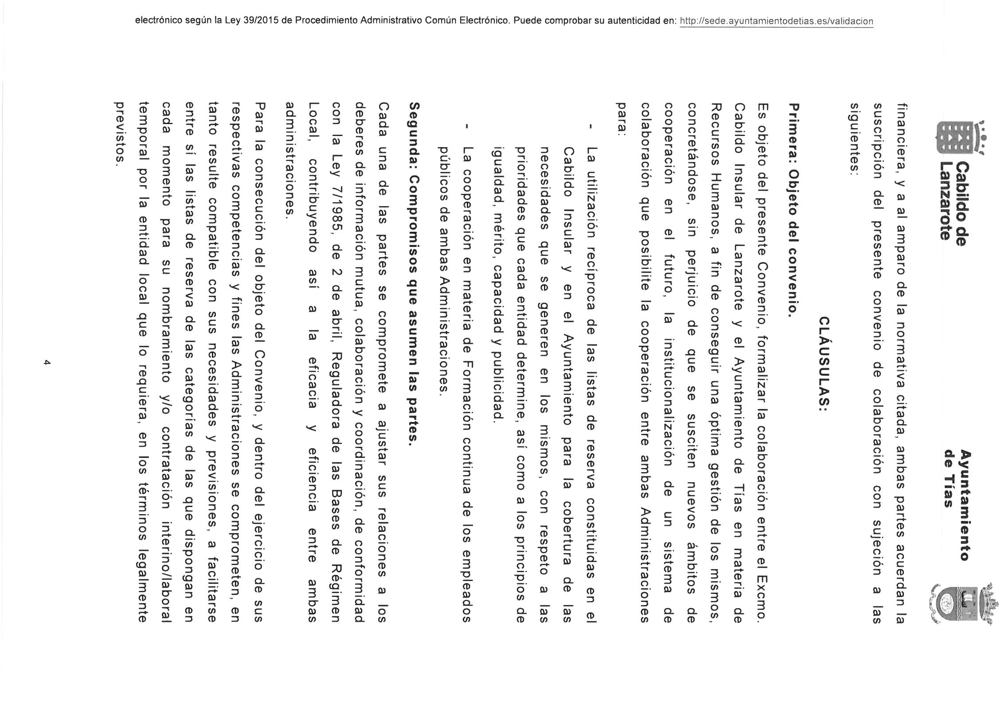 electrónico según la Ley 39/2015 de Procedimiento Administrativo Común Electrónico. Puede comprobar su autenticidad en: http://sede.ayuntamientodetias.es/validacion
Cabildo de
Lanzarote
Ayuntamiento
de Tías
financiera, y a al amparo de la normativa citada, ambas partes acuerdan la
suscripción del presente convenio de colaboración con sujeción a las
siguientes:
CLÁUSULAS:
Primera: Objeto del convenio.
Es objeto del presente Convenio, formalizar la colaboración entre el Excmo.
Cabildo Insular de Lanzarote y el Ayuntamiento de Tías en materia de
Recursos Humanos, a fin de conseguir una óptima gestión de los mismos,
concretándose, sin perjuicio de que se susciten nuevos ámbitos de
cooperación en el futuro, la institucionalización de un sistema de
colaboración que posibilite la cooperación entre ambas Administraciones
para:
- La utilización recíproca de las listas de reserva constituidas en el
Cabildo Insular y en el Ayuntamiento para la cobertura de las
necesidades que se generen en los mismos, con respeto a las
prioridades que cada entidad determine, así como a los principios de
igualdad, mérito, capacidad y publicidad.
- La cooperación en materia de Formación continua de los empleados
públicos de ambas Administraciones.
Segunda: Compromisos que asumen las partes.
Cada una de las partes se compromete a ajustar sus relaciones a los
deberes de información mutua, colaboración y coordinación, de conformidad
con la Ley 7/1985, de 2 de abril, Reguladora de las Bases de Régimen
Local, contribuyendo así a la eficacia y eficiencia entre ambas
administraciones.
Para la consecución del objeto del Convenio, y dentro del ejercicio de sus
respectivas competencias y fines las Administraciones se comprometen, en
tanto resulte compatible con sus necesidades y previsiones, a facilitarse
entre sí las listas de reserva de las categorías de las que dispongan en
cada momento para su nombramiento y/o contratación interino/laboral
temporal por la entidad local que lo requiera, en los términos legalmente
previstos.
4